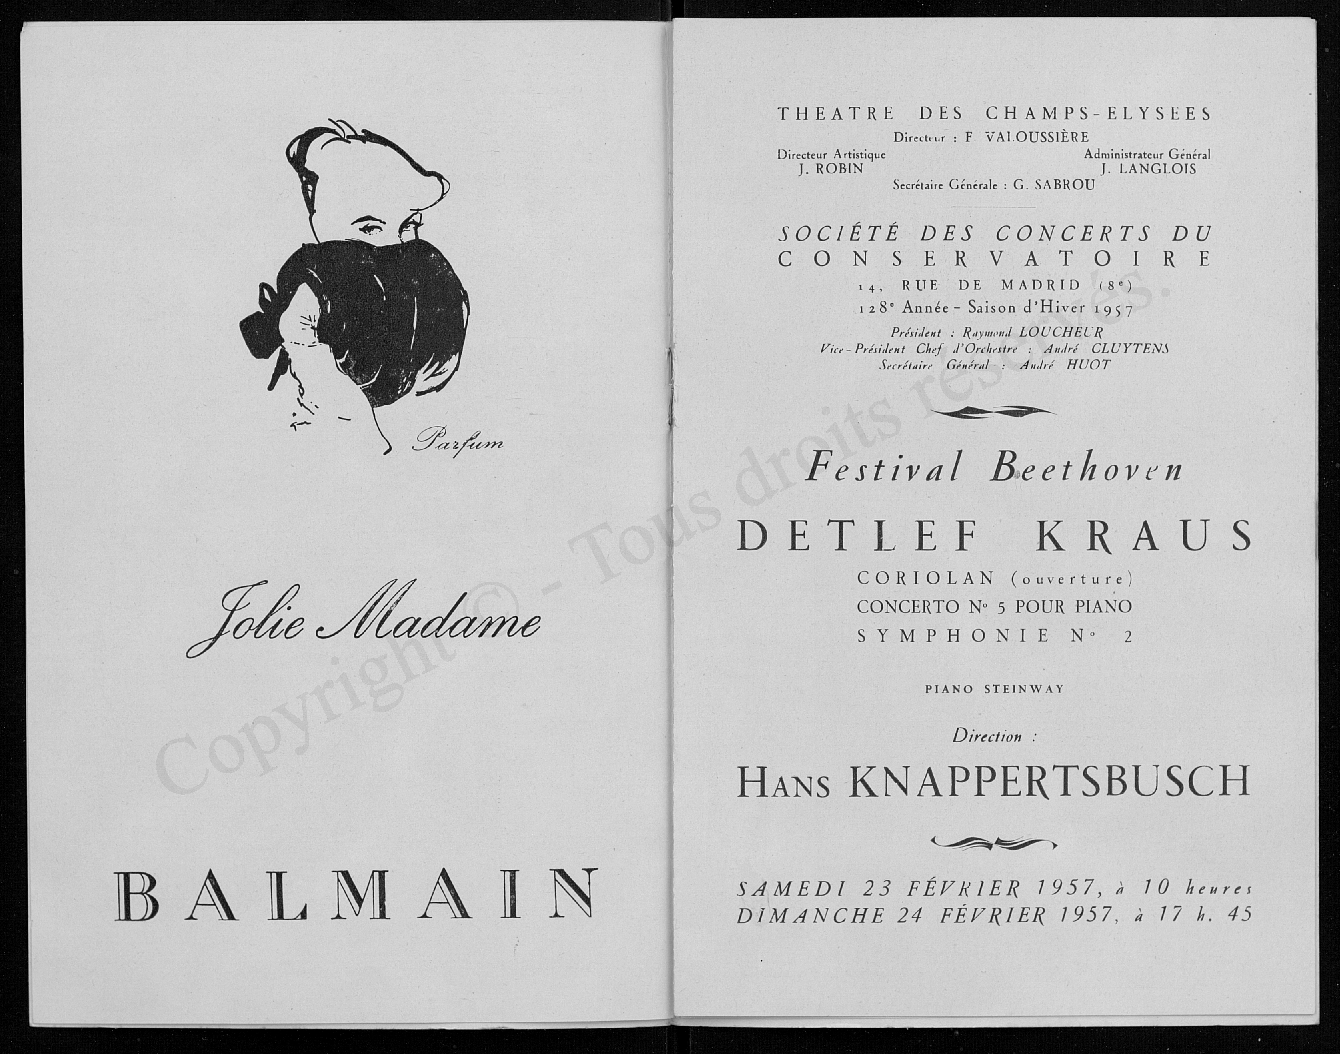 Parfum
Jolie Madame
BALMAIN
THEATRE DES CHAMPS-ELYSEES
Directeur : F. VALOUSSIÈRE
Directeur Artistique Administrateur Général
J. ROBIN J. LANGLOIS
Secrétaire Générale : G. SABROU
SOCIÉTÉ DES CONCERTS DU
CONSERVATOIRE
14, RUE DE MADRID (8e)
128e Année - Saison d'Hiver 1957
Président : Raymond LOUCHEUR
Vice-Président Chef d'Orchestre : André CLUYTENS
Secrétaire Général : André HUOT
Festival Beethoven
DETLEF KRAUS
CORIOLAN (ouverture)
CONCERTO No 5 POUR PIANO
SYMPHONIE No 2
PIANO STEINWAY
Direction :
HANS KNAPPERTSBUSCH
SAMEDI 23 FÉVRIER 1957, à 10 heures
DIMANCHE 24 FÉVRIER 1957, à 17 h. 45
Copyright © - Tous droits réservés.